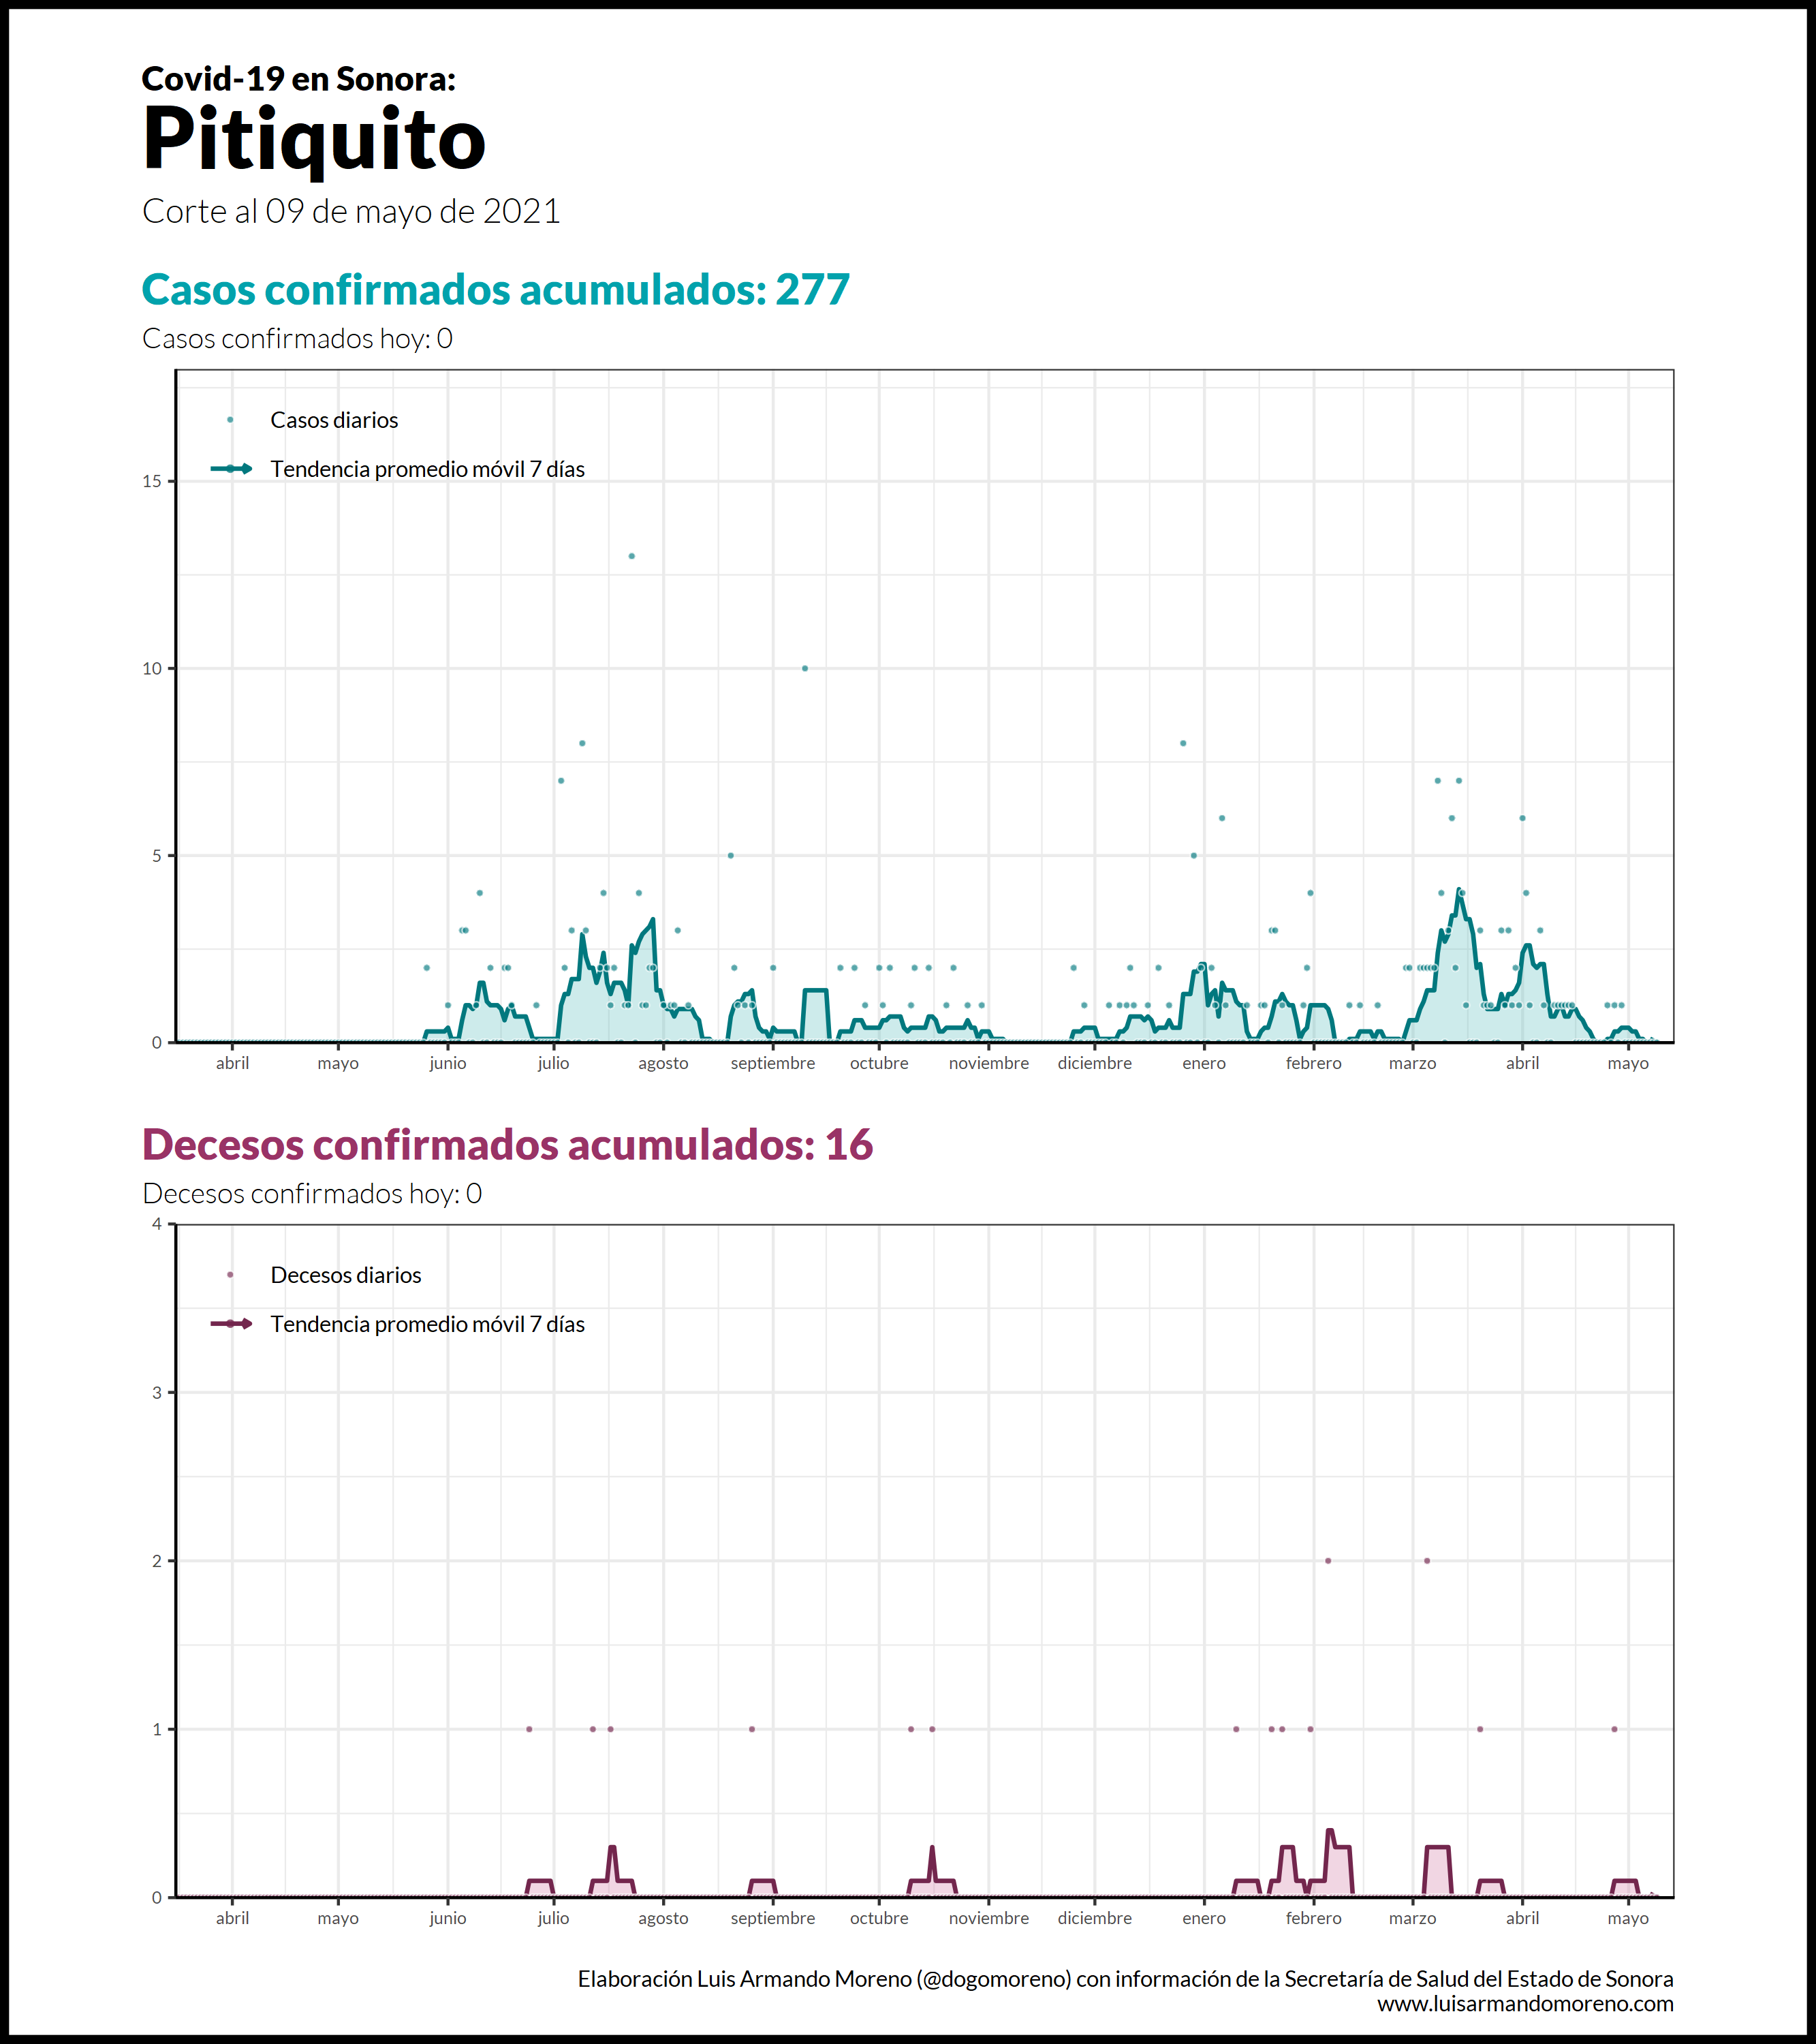 Covid-19 en Sonora:
Pitiquito
Corte al 09 de mayo de 2021
Casos confirmados acumulados: 277
Casos confirmados hoy: 0
Casos diarios
Tendencia promedio móvil 7 días
15
10
5
0
abril mayo junio julio agosto septiembre octubre noviembre diciembre enero febrero marzo abril mayo
Decesos confirmados acumulados: 16
Decesos confirmados hoy: 0
4
Decesos diarios
Tendencia promedio móvil 7 días
3
2
1
0
abril mayo junio julio agosto septiembre octubre noviembre diciembre enero febrero marzo abril mayo
Elaboración Luis Armando Moreno (@dogomoreno) con información de la Secretaría de Salud del Estado de Sonora
www.luisarmandomoreno.com